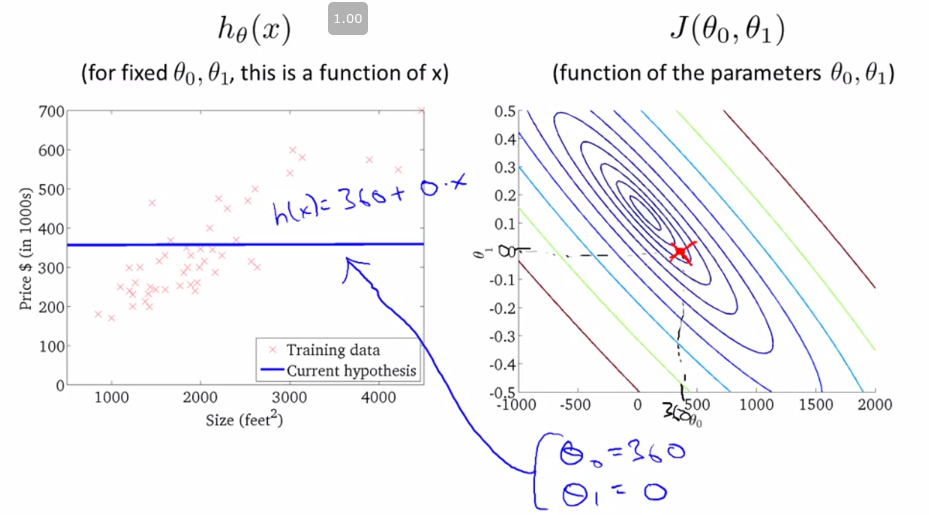 1.00
hθ(x)
(for fixed θ0, θ1, this is a function of x)
700
600
500
400
300
200
100
0
Price $ (in 1000s)
1000
2000
3000
4000
Size (feet²)
h(x) = 360 + 0·x
Training data
Current hypothesis
J(θ0, θ1)
(function of the parameters θ0, θ1)
0.5
0.4
0.3
0.2
0.1
0
-0.1
-0.2
-0.3
-0.4
-0.5
θ1
-1000
-500
0
500
1000
1500
2000
360
θ0
θ0 = 360
θ1 = 0